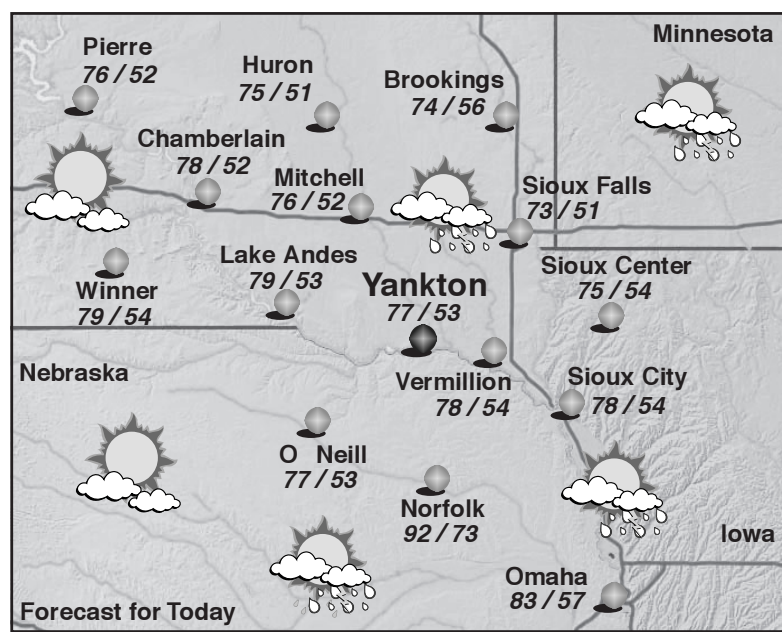 Minnesota
Pierre
76 / 52
Huron
75 / 51
Brookings
74 / 56
Chamberlain
78 / 52
Mitchell
76 / 52
Sioux Falls
73 / 51
Lake Andes
79 / 53
Yankton
77 / 53
Sioux Center
75 / 54
Winner
79 / 54
Nebraska
Vermillion
78 / 54
Sioux City
78 / 54
O Neill
77 / 53
Norfolk
92 / 73
Iowa
Omaha
83 / 57
Forecast for Today